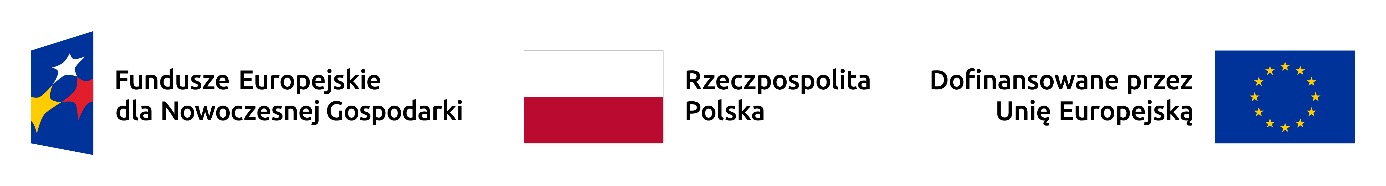 Fundusze Europejskie
dla Nowoczesnej Gospodarki
Rzeczpospolita
Polska
Dofinansowane przez
Unię Europejską